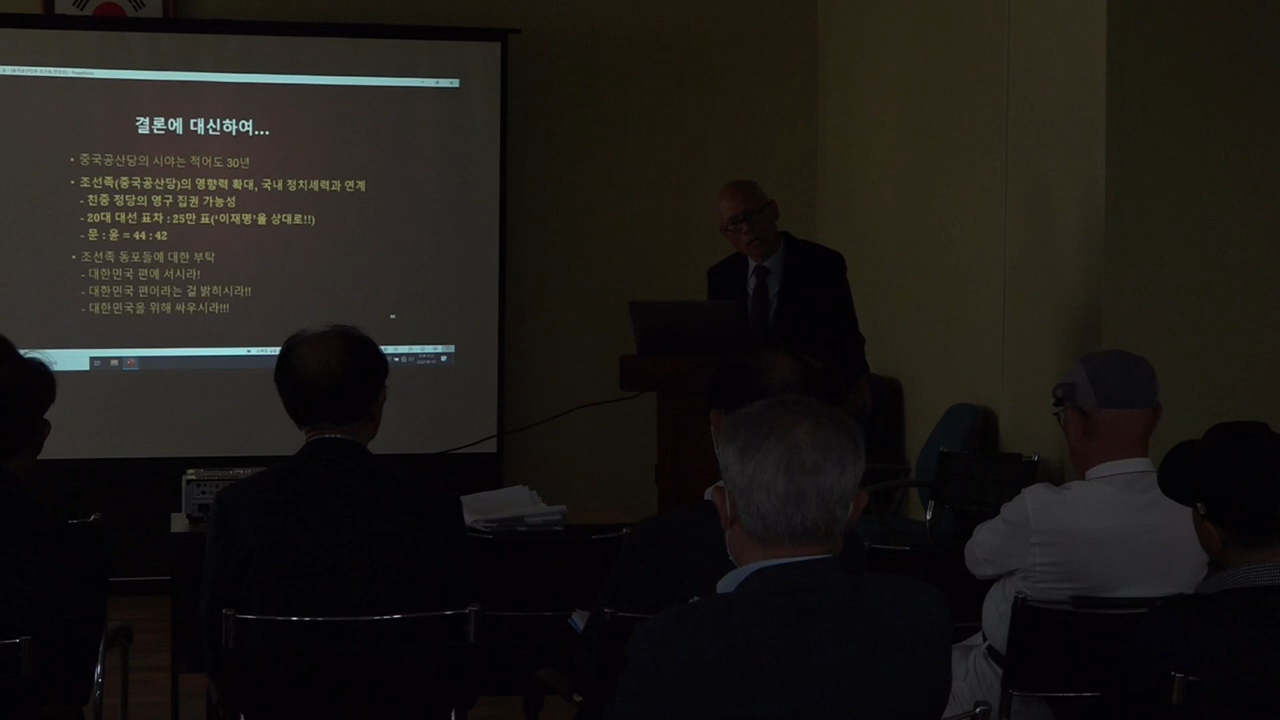 결론에 대신하여...
• 중국공산당의 시야는 적어도 30년
• 조선족(중국공산당)의 영향력 확대, 국내 정치세력과 연계
- 친중 정당의 영구 집권 가능성
- 20대 대선 표차 : 25만 표(‘이재명’을 상대로!!)
- 문 : 윤 = 44 : 42
• 조선족 동포들에 대한 부탁
- 대한민국 편에 서시라!
- 대한민국 편이라는 걸 밝히시라!!
- 대한민국을 위해 싸우시라!!!